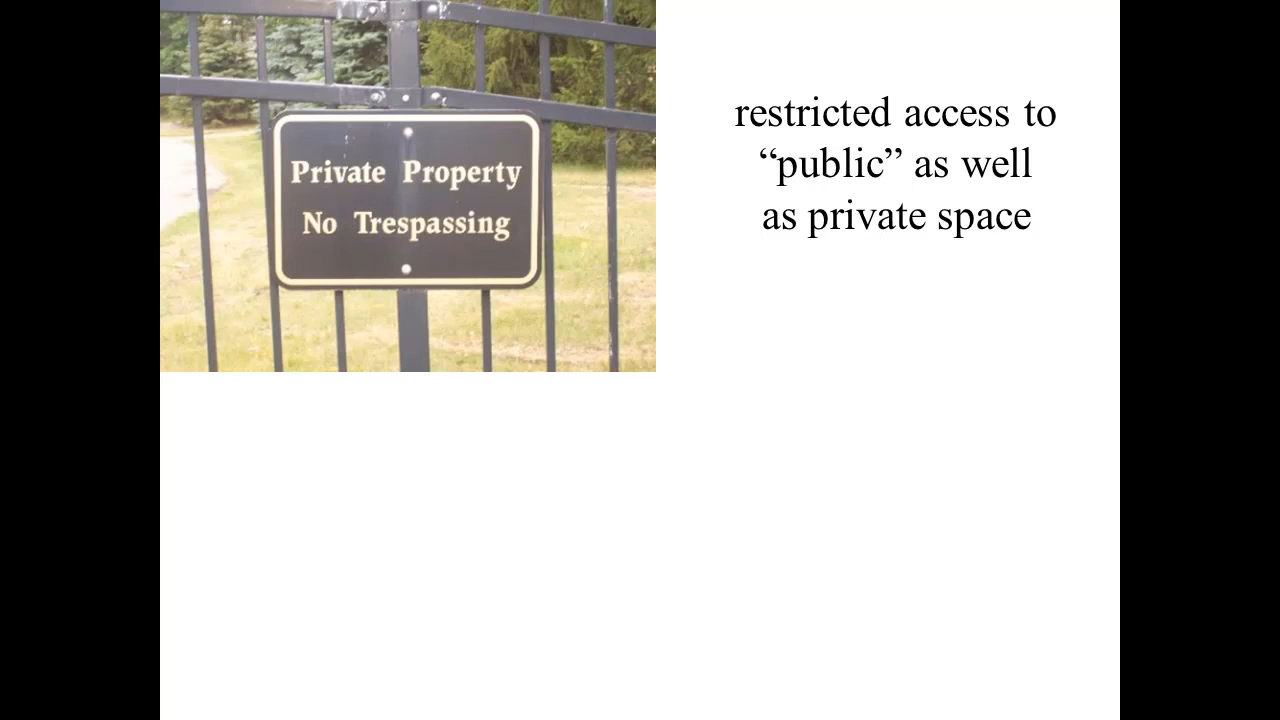 Private Property
No Trespassing
restricted access to
“public” as well
as private space